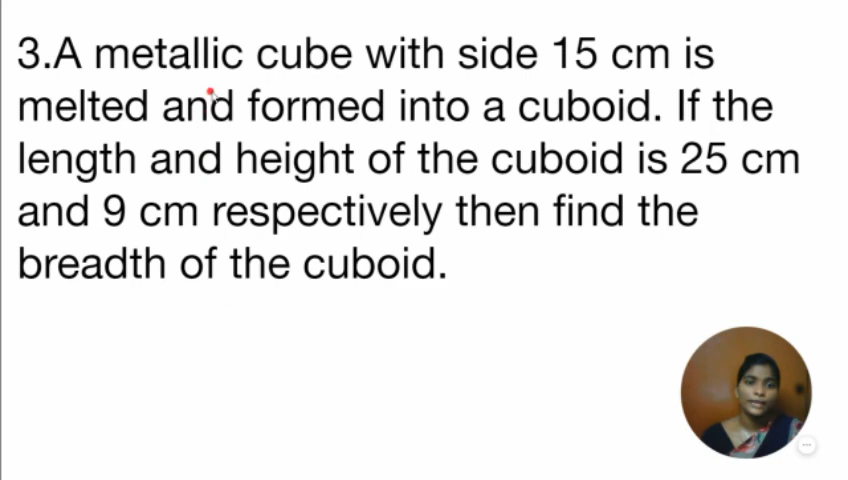 3.A metallic cube with side 15 cm is
melted and formed into a cuboid. If the
length and height of the cuboid is 25 cm
and 9 cm respectively then find the
breadth of the cuboid.